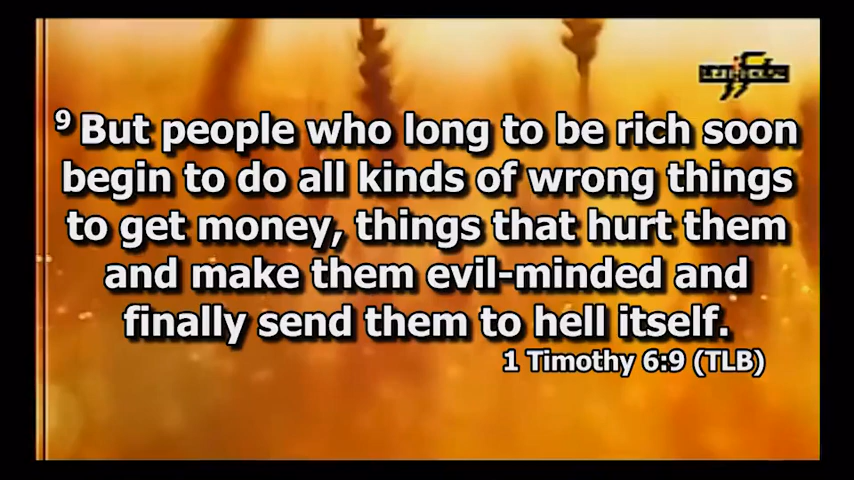 9 But people who long to be rich soon
begin to do all kinds of wrong things
to get money, things that hurt them
and make them evil-minded and
finally send them to hell itself.
1 Timothy 6:9 (TLB)